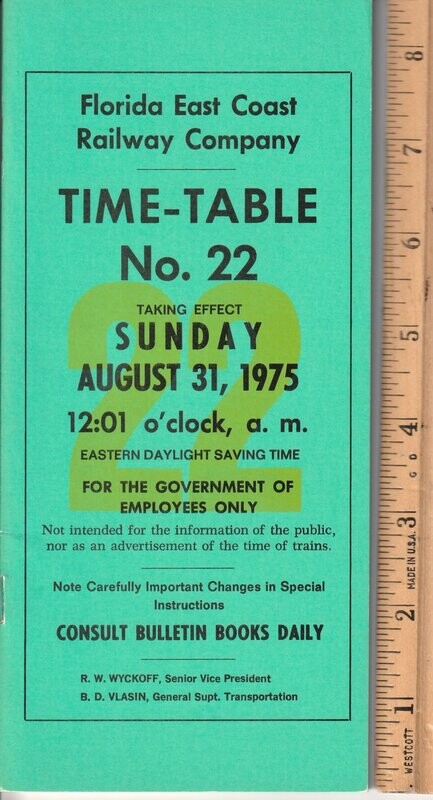 Florida East Coast
Railway Company
TIME-TABLE
No. 22
22
TAKING EFFECT
SUNDAY
AUGUST 31, 1975
12:01 o'clock, a. m.
EASTERN DAYLIGHT SAVING TIME
FOR THE GOVERNMENT OF
EMPLOYEES ONLY
Not intended for the information of the public,
nor as an advertisement of the time of trains.
Note Carefully Important Changes in Special
Instructions
CONSULT BULLETIN BOOKS DAILY
R. W. WYCKOFF, Senior Vice President
B. D. VLASIN, General Supt. Transportation
8
7
6
5
4
3
2
1
G D
MADE IN U.S.A.
WESTCOTT